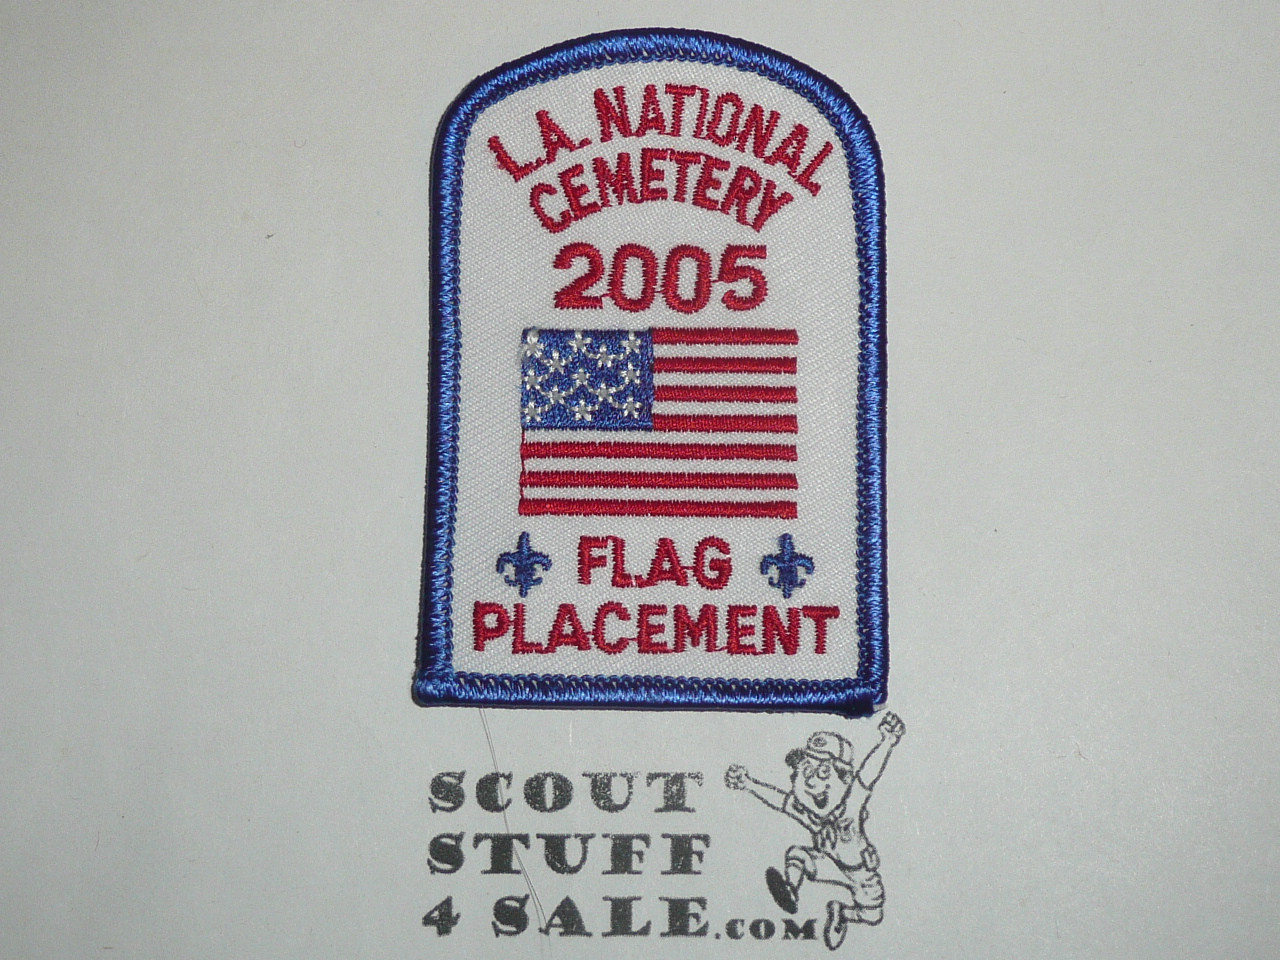 L.A. NATIONAL
CEMETERY
2005
FLAG
PLACEMENT
SCOUT
STUFF
4 SALE.COM